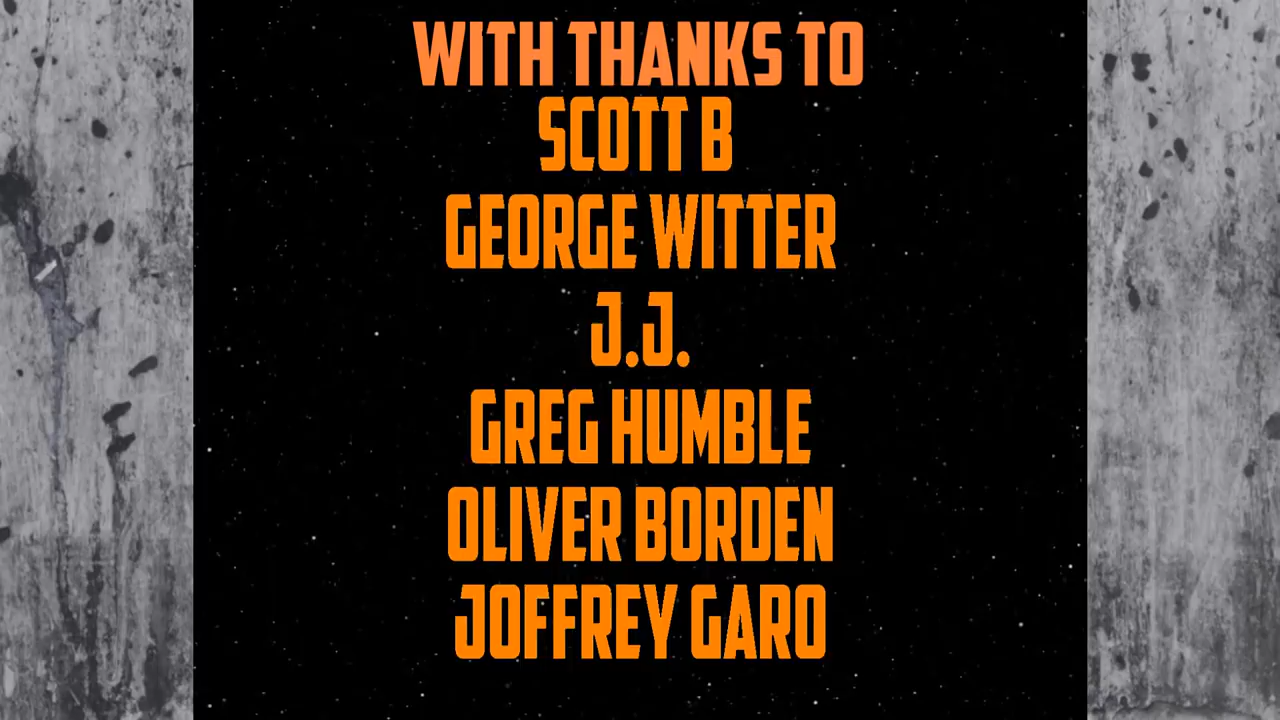 WITH THANKS TO
SCOTT B
GEORGE WITTER
J.J.
GREG HUMBLE
OLIVER BORDEN
JOFFREY GARO